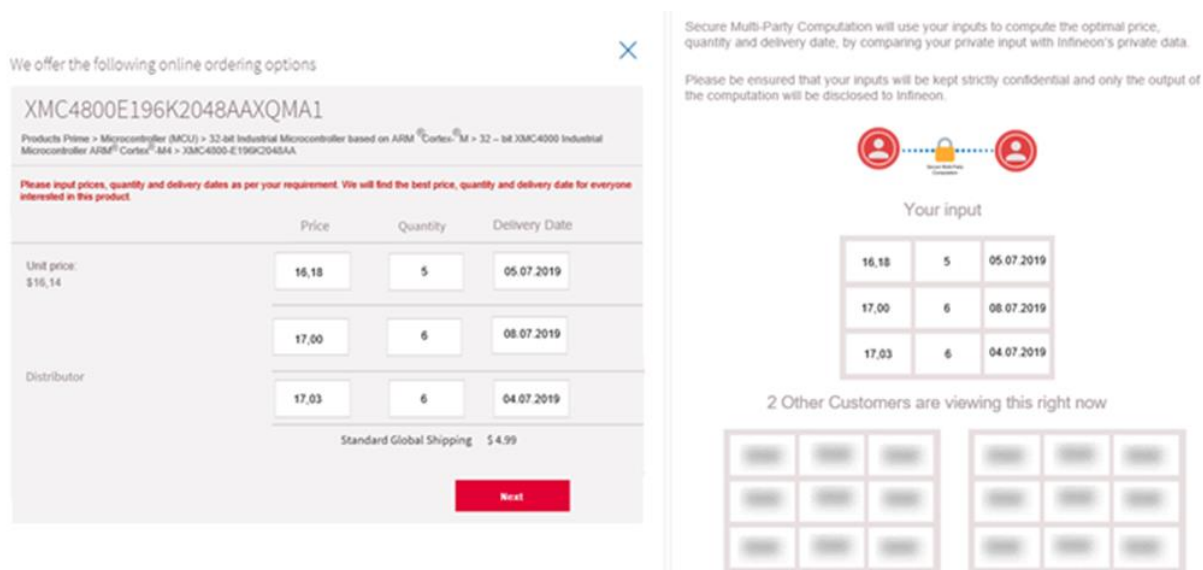 We offer the following online ordering options
XMC4800E196K2048AAXQMA1
Products Prime > Microcontroller (MCU) > 32-bit Industrial Microcontroller based on ARM ® Cortex-® M > 32 – bit XMC4000 Industrial
Microcontroller ARM® Cortex®-M4 > XMC4800-E196K2048AA
Please input prices, quantity and delivery dates as per your requirement. We will find the best price, quantity and delivery date for everyone
interested in this product.
Price Quantity Delivery Date
Unit price:
$16,14
16,18 5 05.07.2019
17,00 6 08.07.2019
Distributor
17,03 6 04.07.2019
Standard Global Shipping $ 4.99
Next
Secure Multi-Party Computation will use your inputs to compute the optimal price,
quantity and delivery date, by comparing your private input with Infineon's private data.
Please be ensured that your inputs will be kept strictly confidential and only the output of
the computation will be disclosed to Infineon.
Secure Multi-Party
Computation
Your input
16,18 5 05.07.2019
17,00 6 08.07.2019
17,03 6 04.07.2019
2 Other Customers are viewing this right now